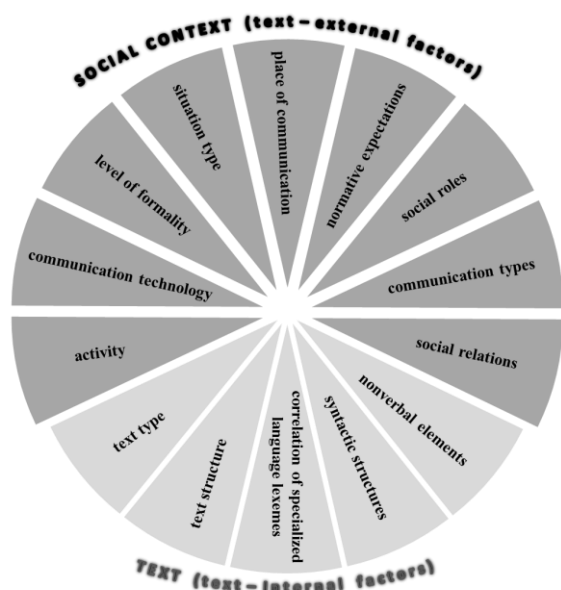 SOCIAL CONTEXT (text-external factors)
place of communication
normative expectations
social roles
communication types
social relations
nonverbal elements
syntactic structures
correlation of specialized
language lexemes
text structure
text type
activity
communication technology
level of formality
situation type
TEXT (text-internal factors)